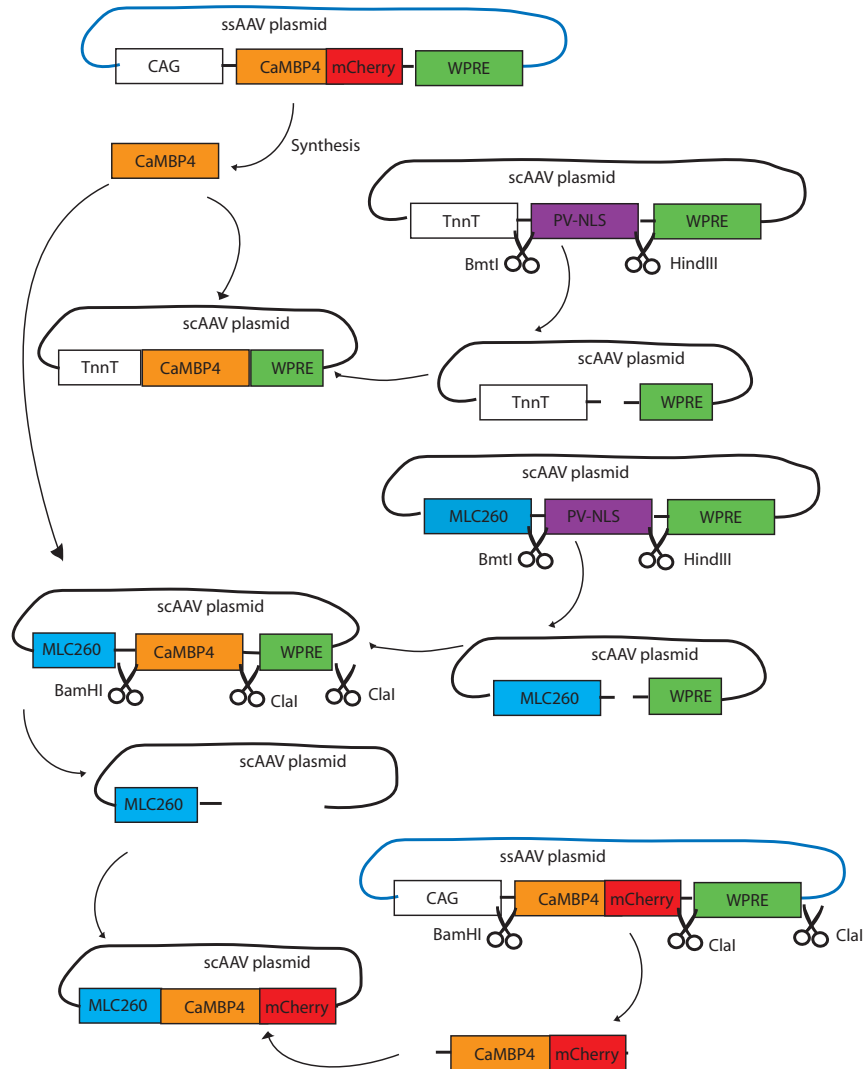 ssAAV plasmid
CAG
CaMBP4
mCherry
WPRE
Synthesis
CaMBP4
scAAV plasmid
TnnT
PV-NLS
WPRE
BmtI
HindIII
scAAV plasmid
TnnT
CaMBP4
WPRE
scAAV plasmid
TnnT
WPRE
scAAV plasmid
MLC260
PV-NLS
WPRE
BmtI
HindIII
scAAV plasmid
MLC260
CaMBP4
WPRE
BamHI
ClaI
ClaI
scAAV plasmid
MLC260
WPRE
scAAV plasmid
MLC260
ssAAV plasmid
CAG
CaMBP4
mCherry
WPRE
BamHI
ClaI
ClaI
scAAV plasmid
MLC260
CaMBP4
mCherry
CaMBP4
mCherry